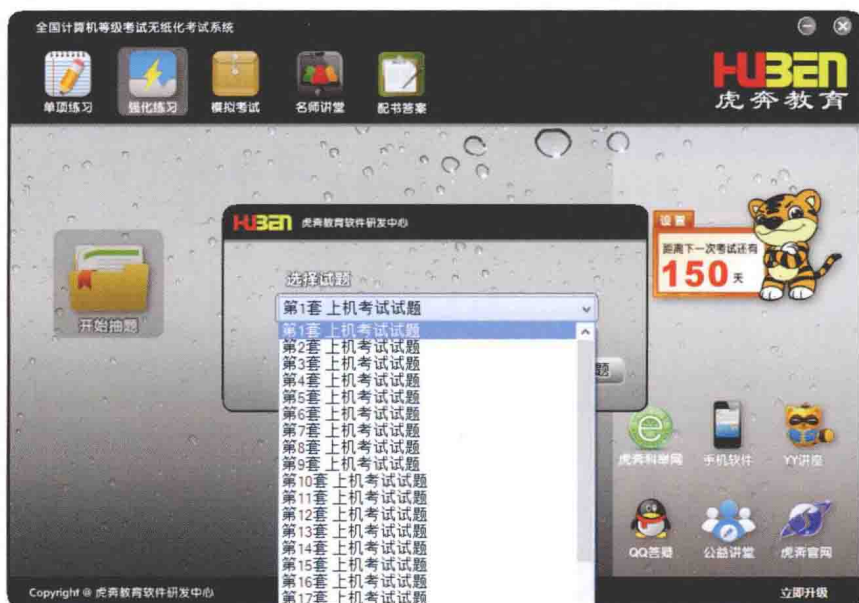 全国计算机等级考试无纸化考试系统
单项练习
强化练习
模拟考试
名师讲堂
配书答案
HUBEN
虎奔教育
HUBEN 虎奔教育软件研发中心
设置
距离下一次考试还有
150 天
选择试题
第1套 上机考试试题
第1套 上机考试试题
第2套 上机考试试题
第3套 上机考试试题
第4套 上机考试试题
第5套 上机考试试题
第6套 上机考试试题
第7套 上机考试试题
第8套 上机考试试题
第9套 上机考试试题
第10套 上机考试试题
第11套 上机考试试题
第12套 上机考试试题
第13套 上机考试试题
第14套 上机考试试题
第15套 上机考试试题
第16套 上机考试试题
第17套 上机考试试题
题
开始抽题
虎奔科举网
手机软件
YY讲座
QQ答疑
公益讲堂
虎奔官网
Copyright @ 虎奔教育软件研发中心
立即升级